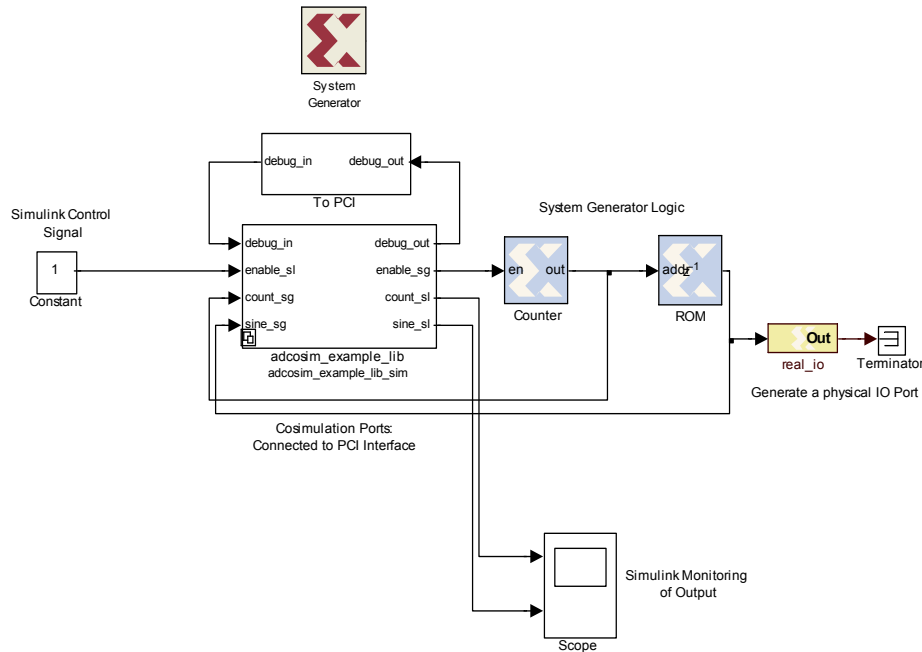 System
Generator
debug_in
debug_out
To PCI
Simulink Control
Signal
1
Constant
debug_in
enable_sl
count_sg
sine_sg
debug_out
enable_sg
count_sl
sine_sl
adcosim_example_lib
adcosim_example_lib_sim
System Generator Logic
en
out
Counter
addr
z⁻¹
ROM
Out
real_io
Terminator
Generate a physical IO Port
Cosimulation Ports:
Connected to PCI Interface
Simulink Monitoring
of Output
Scope